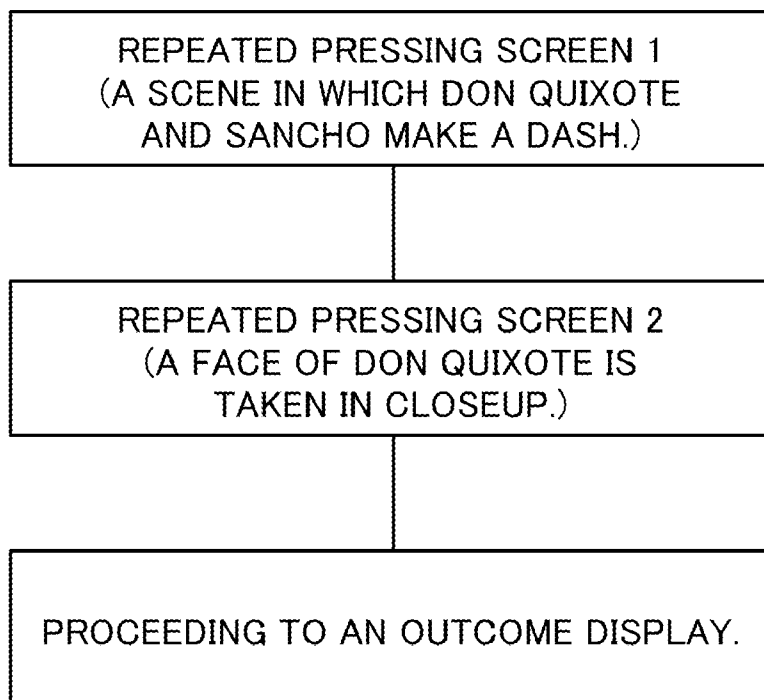 REPEATED PRESSING SCREEN 1
(A SCENE IN WHICH DON QUIXOTE
AND SANCHO MAKE A DASH.)
REPEATED PRESSING SCREEN 2
(A FACE OF DON QUIXOTE IS
TAKEN IN CLOSEUP.)
PROCEEDING TO AN OUTCOME DISPLAY.